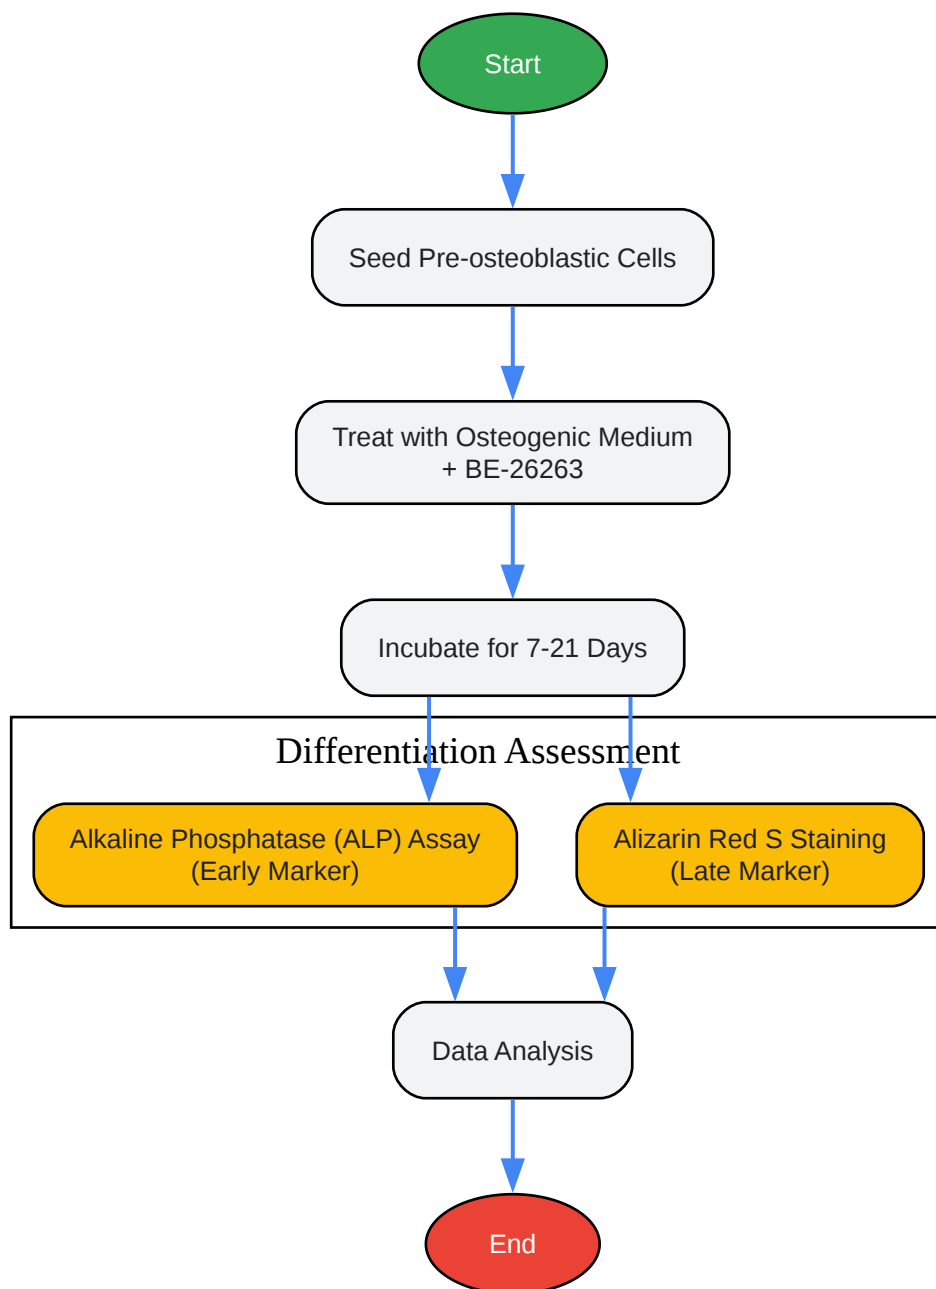 Start
Seed Pre-osteoblastic Cells
Treat with Osteogenic Medium
+ BE-26263
Incubate for 7-21 Days
Differentiation Assessment
Alkaline Phosphatase (ALP) Assay
(Early Marker)
Alizarin Red S Staining
(Late Marker)
Data Analysis
End